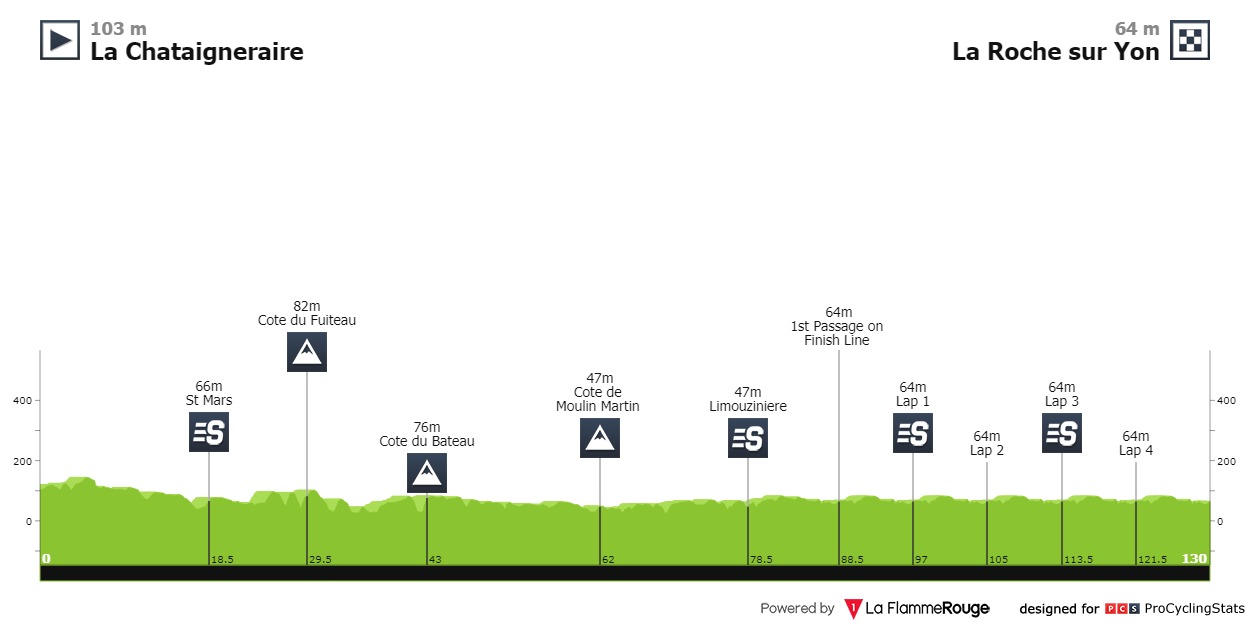 103 m
La Chataigneraire
64 m
La Roche sur Yon
82m
Cote du Fuiteau
64m
1st Passage on
Finish Line
66m
St Mars
47m
Cote de
Moulin Martin
47m
Limouziniere
64m
Lap 1
64m
Lap 3
76m
Cote du Bateau
64m
Lap 2
64m
Lap 4
S
S
S
S
400
200
0
400
200
0
0
18.5
29.5
43
62
78.5
88.5
97
105
113.5
121.5
130
Powered by 1 La FlammeRouge designed for PCS ProCyclingStats